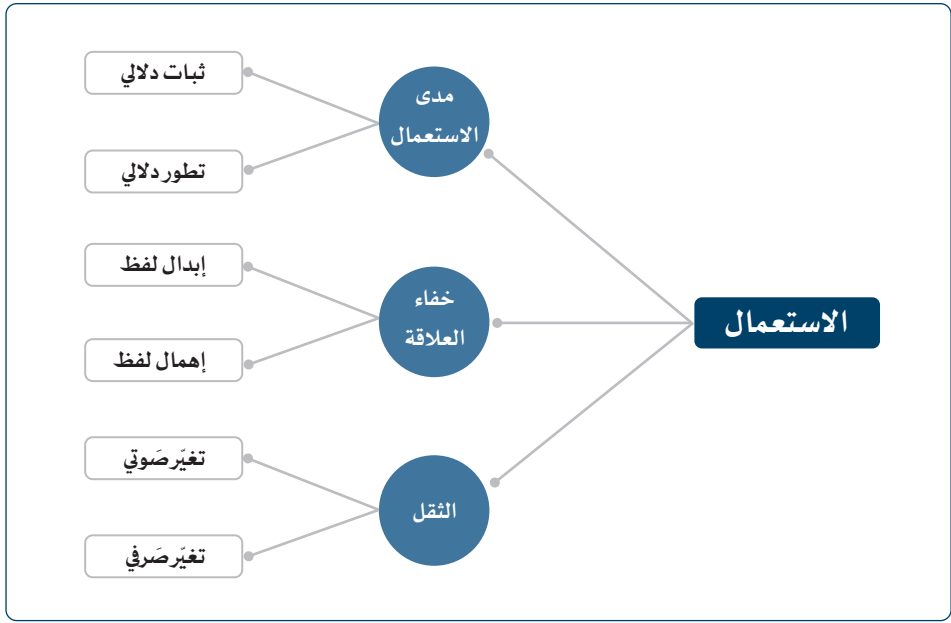 الاستعمال
مدى
الاستعمال
ثبات دلالي
تطور دلالي
خفاء
العلاقة
إبدال لفظ
إهمال لفظ
الثقل
تغيّر صَوتي
تغيّر صَرفي